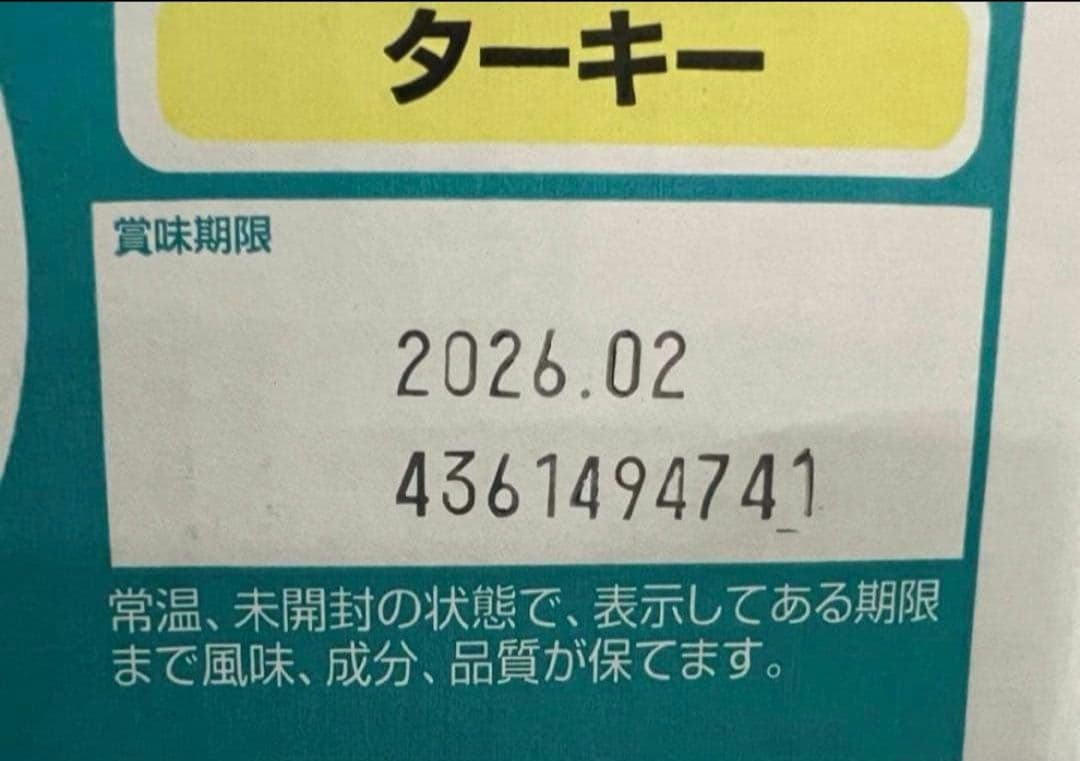 ターキー
賞味期限
2026.02
4361494741
常温、未開封の状態で、表示してある期限
まで風味、成分、品質が保てます。